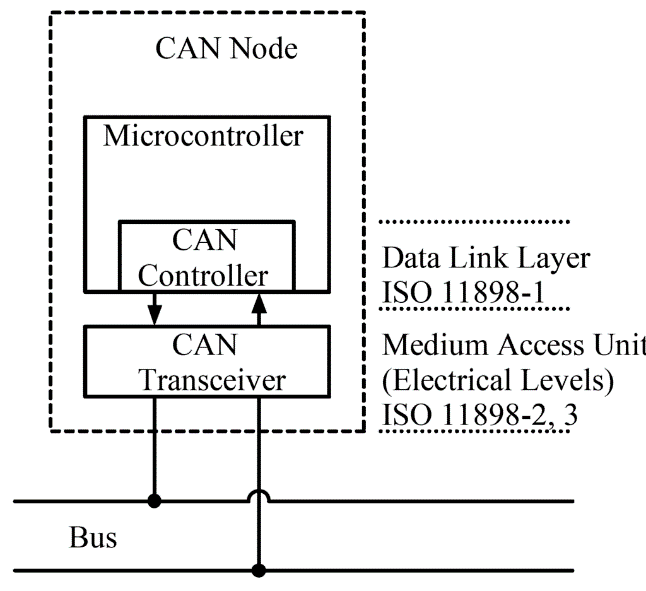 CAN Node
Microcontroller
CAN
Controller
Data Link Layer
ISO 11898-1
CAN
Transceiver
Medium Access Unit
(Electrical Levels)
ISO 11898-2, 3
Bus